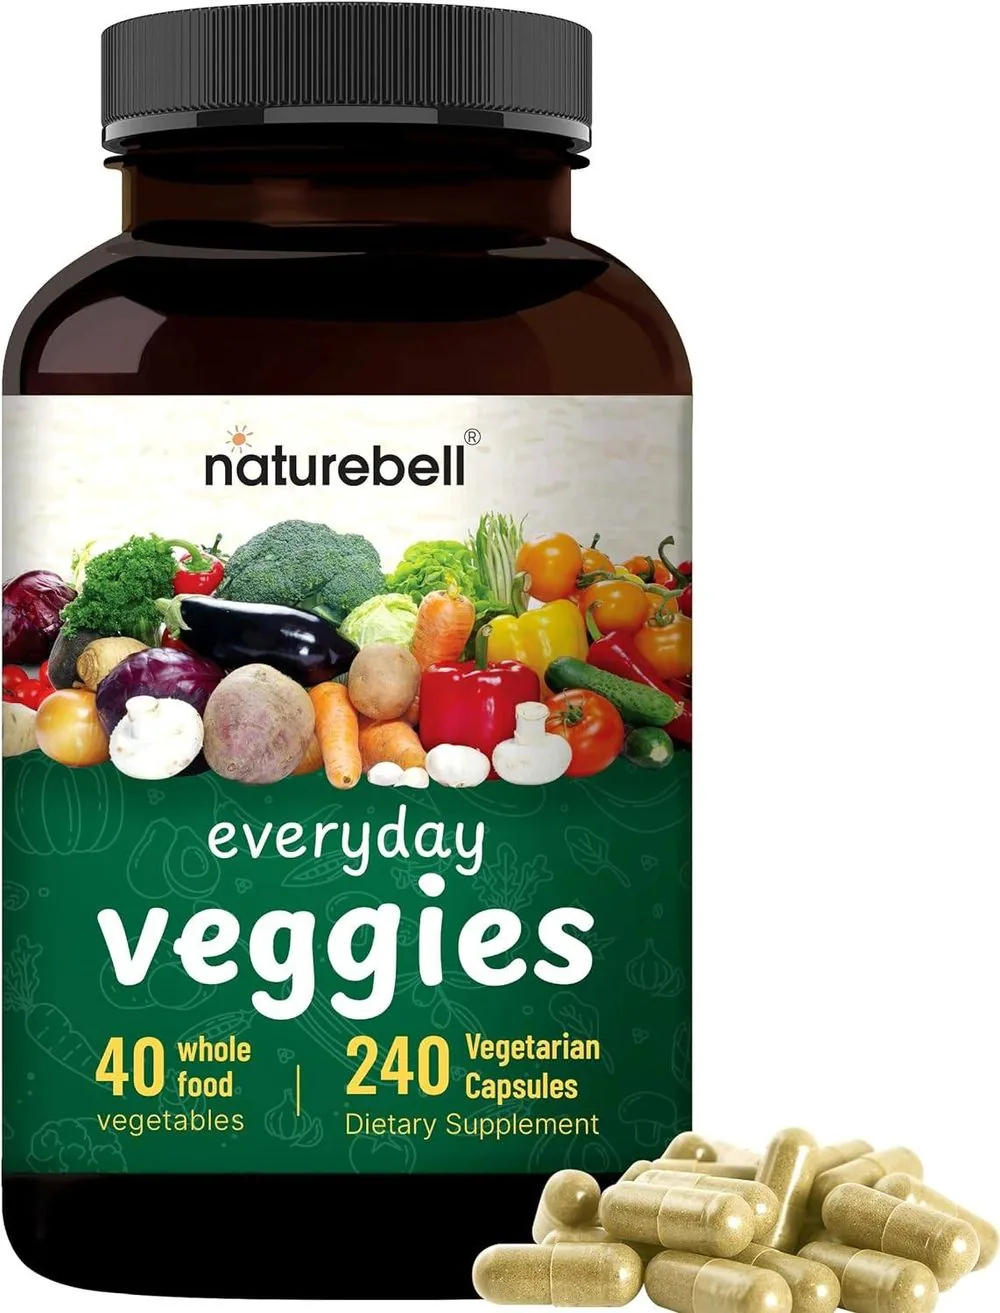 naturebell®
everyday
veggies
40 whole food
vegetables
240 Vegetarian Capsules
Dietary Supplement